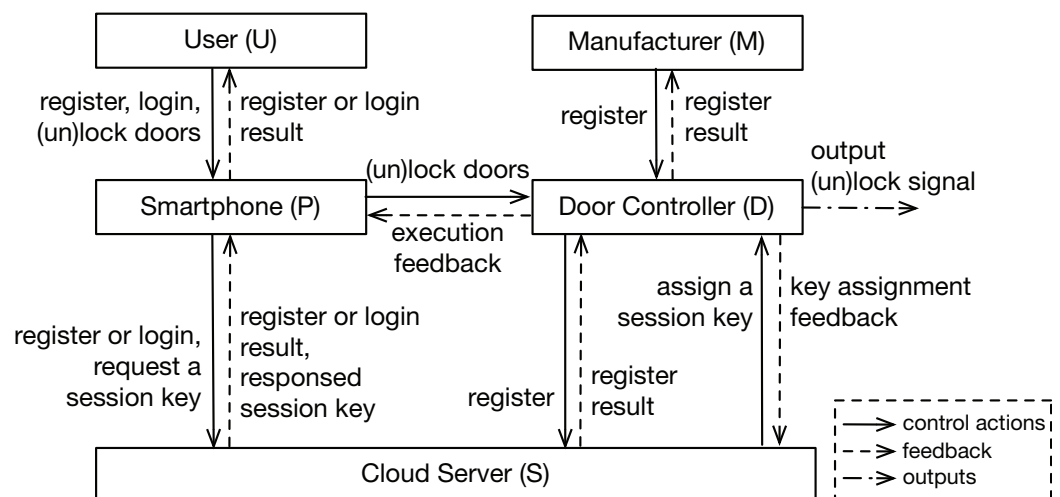 User (U)
Manufacturer (M)
register, login,
(un)lock doors
register or login
result
register
register
result
output
(un)lock signal
(un)lock doors
Smartphone (P)
Door Controller (D)
execution
feedback
assign a
session key
key assignment
feedback
register or login,
request a
session key
register or login
result,
responsed
session key
register
register
result
control actions
feedback
outputs
Cloud Server (S)